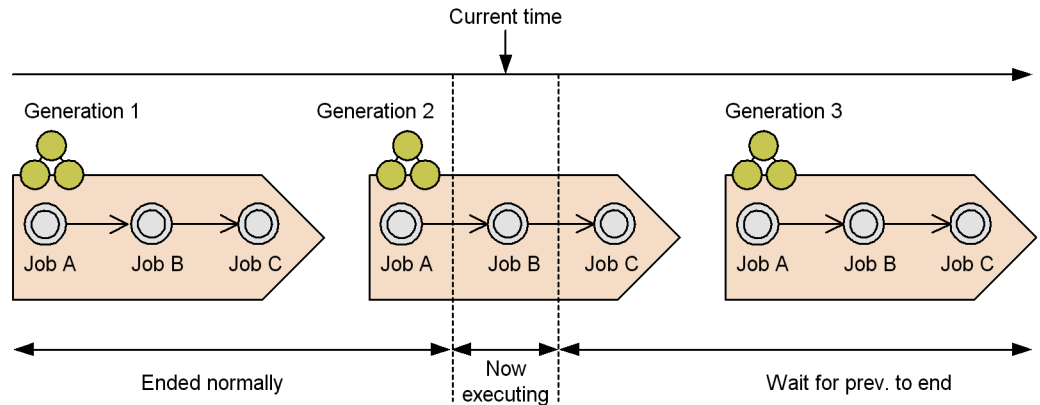 Current time
Generation 1
Generation 2
Generation 3
Job A
Job B
Job C
Job A
Job B
Job C
Job A
Job B
Job C
Ended normally
Now
executing
Wait for prev. to end